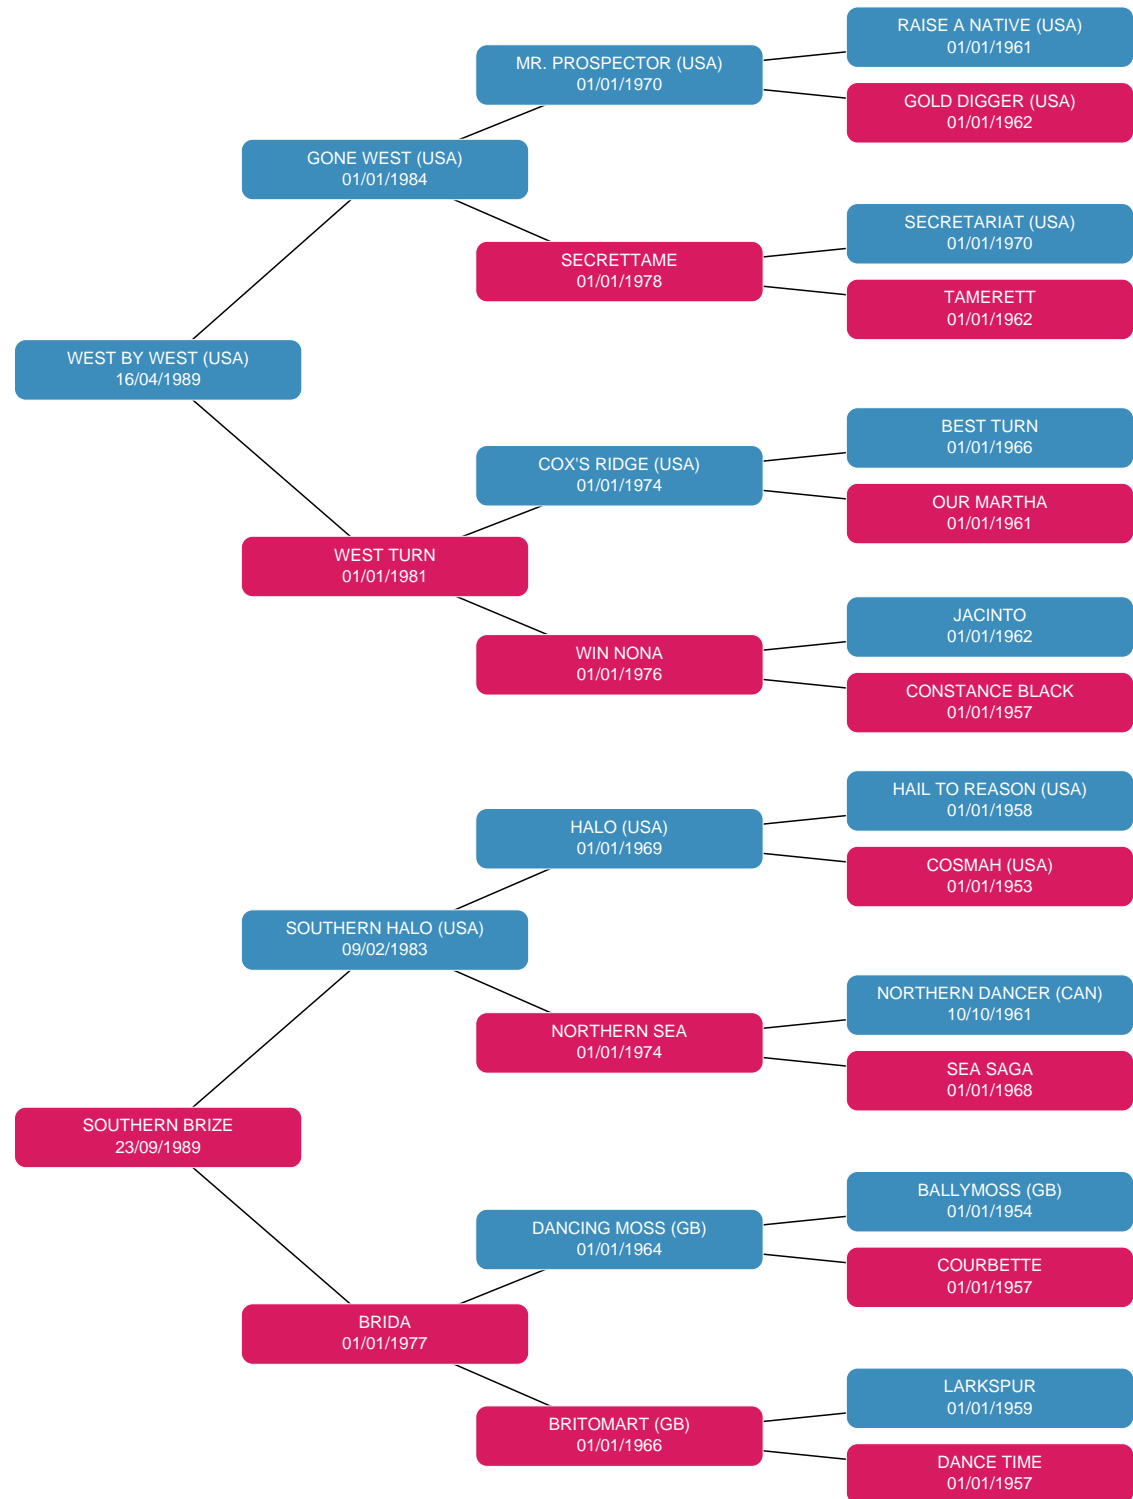 RAISE A NATIVE (USA)
01/01/1961
MR. PROSPECTOR (USA)
01/01/1970
GOLD DIGGER (USA)
01/01/1962
GONE WEST (USA)
01/01/1984
SECRETARIAT (USA)
01/01/1970
SECRETTAME
01/01/1978
TAMERETT
01/01/1962
WEST BY WEST (USA)
16/04/1989
BEST TURN
01/01/1966
COX'S RIDGE (USA)
01/01/1974
OUR MARTHA
01/01/1961
WEST TURN
01/01/1981
JACINTO
01/01/1962
WIN NONA
01/01/1976
CONSTANCE BLACK
01/01/1957
HAIL TO REASON (USA)
01/01/1958
HALO (USA)
01/01/1969
COSMAH (USA)
01/01/1953
SOUTHERN HALO (USA)
09/02/1983
NORTHERN DANCER (CAN)
10/10/1961
NORTHERN SEA
01/01/1974
SEA SAGA
01/01/1968
SOUTHERN BRIZE
23/09/1989
BALLYMOSS (GB)
01/01/1954
DANCING MOSS (GB)
01/01/1964
COURBETTE
01/01/1957
BRIDA
01/01/1977
LARKSPUR
01/01/1959
BRITOMART (GB)
01/01/1966
DANCE TIME
01/01/1957